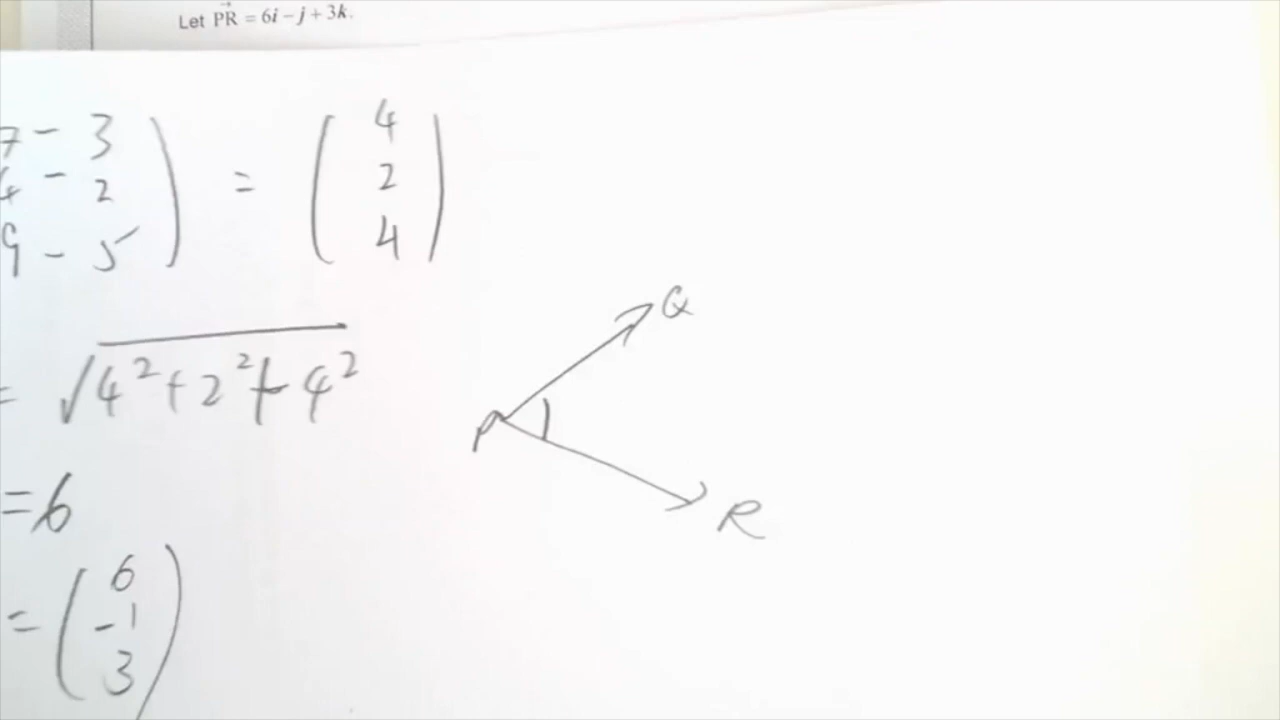 Let PR = 6i – j + 3k.
7 - 3
4 - 2
9 - 5
=
4
2
4
= √4²+2²+4²
= 6
=
6
-1
3
Q
P
R